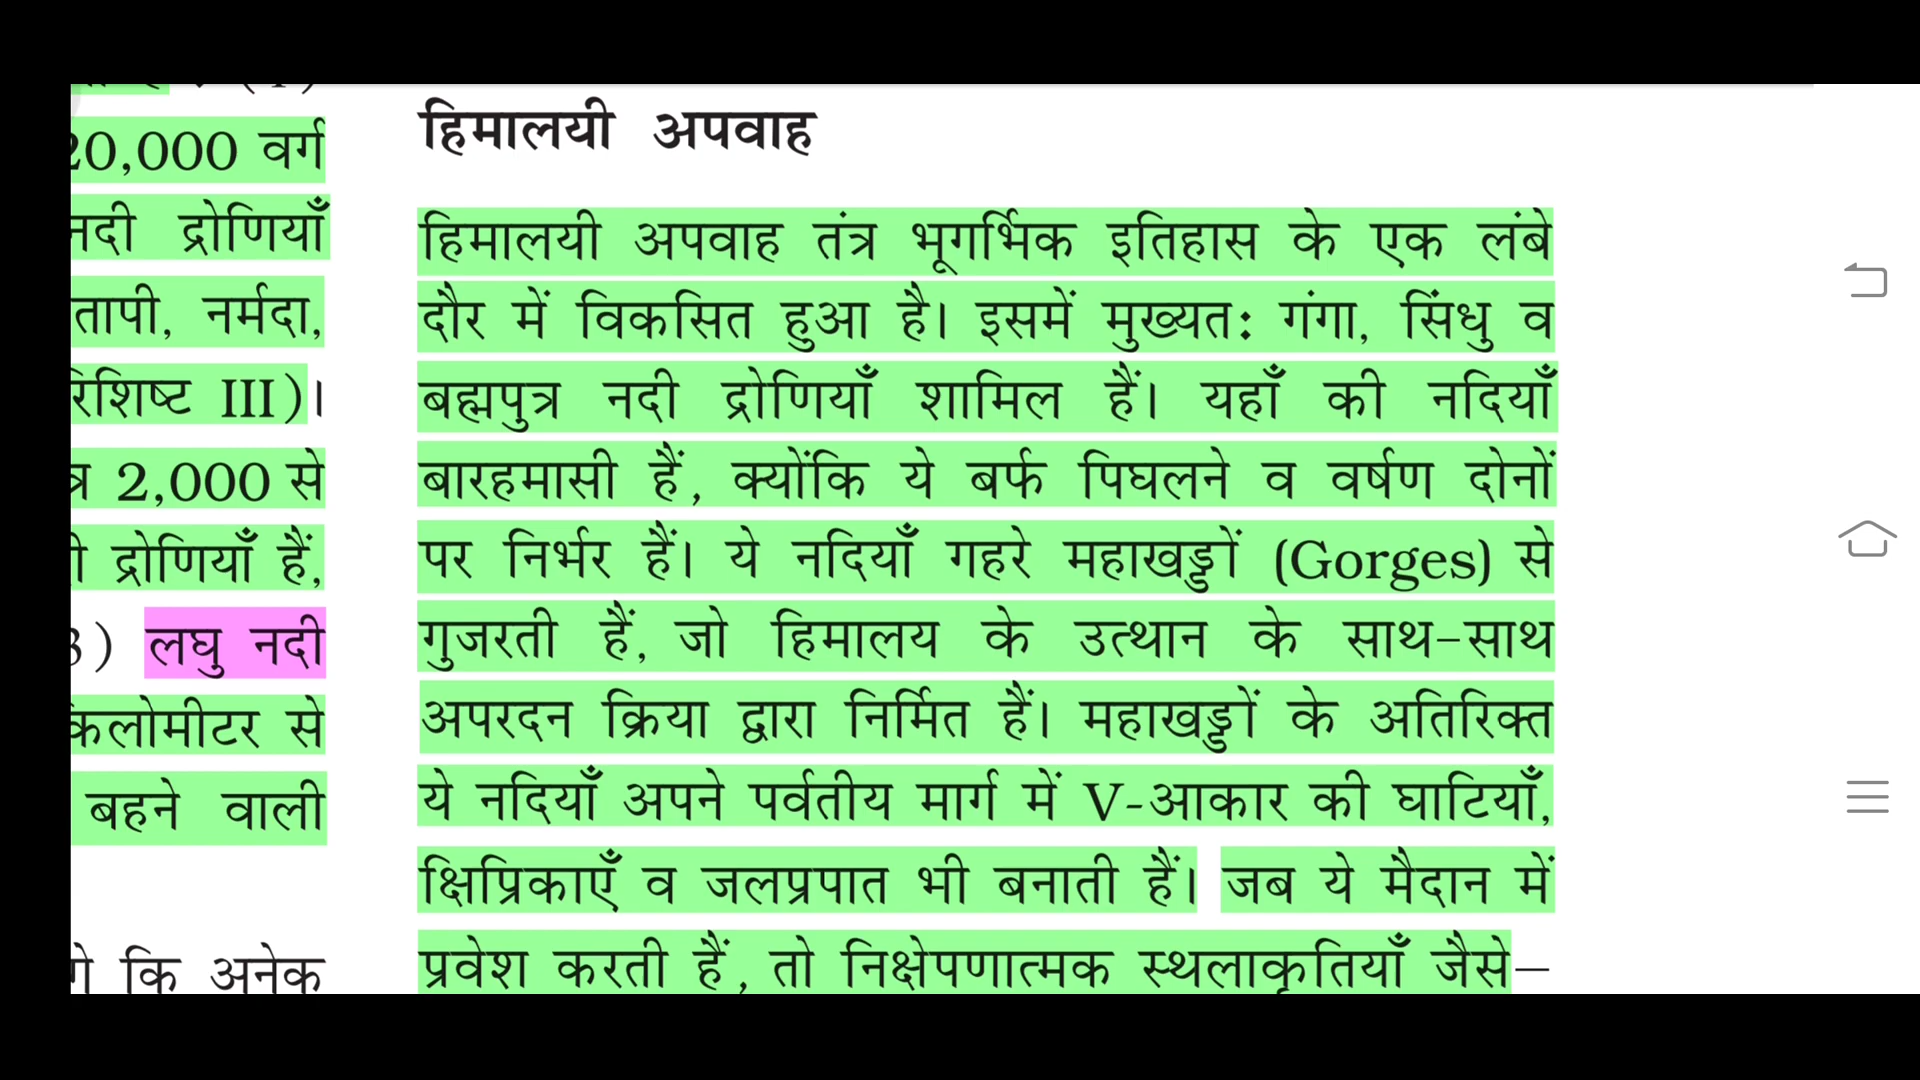 20,000 वर्ग
नदी द्रोणियाँ
तापी, नर्मदा,
III)।
2,000 से
द्रोणियाँ हैं,
3) लघु नदी
किलोमीटर से
बहने वाली
कि अनेक
हिमालयी अपवाह
हिमालयी अपवाह तंत्र भूगर्भिक इतिहास के एक लंबे
दौर में विकसित हुआ है। इसमें मुख्यतः गंगा, सिंधु व
बह्मपुत्र नदी द्रोणियाँ शामिल हैं। यहाँ की नदियाँ
बारहमासी हैं, क्योंकि ये बर्फ पिघलने व वर्षण दोनों
पर निर्भर हैं। ये नदियाँ गहरे महाखड्डों (Gorges) से
गुजरती हैं, जो हिमालय के उत्थान के साथ-साथ
अपरदन क्रिया द्वारा निर्मित हैं। महाखड्डों के अतिरिक्त
ये नदियाँ अपने पर्वतीय मार्ग में V-आकार की घाटियाँ,
क्षिप्रिकाएँ व जलप्रपात भी बनाती हैं। जब ये मैदान में
प्रवेश करती हैं, तो निक्षेपणात्मक स्थलाकृतियाँ जैसे—